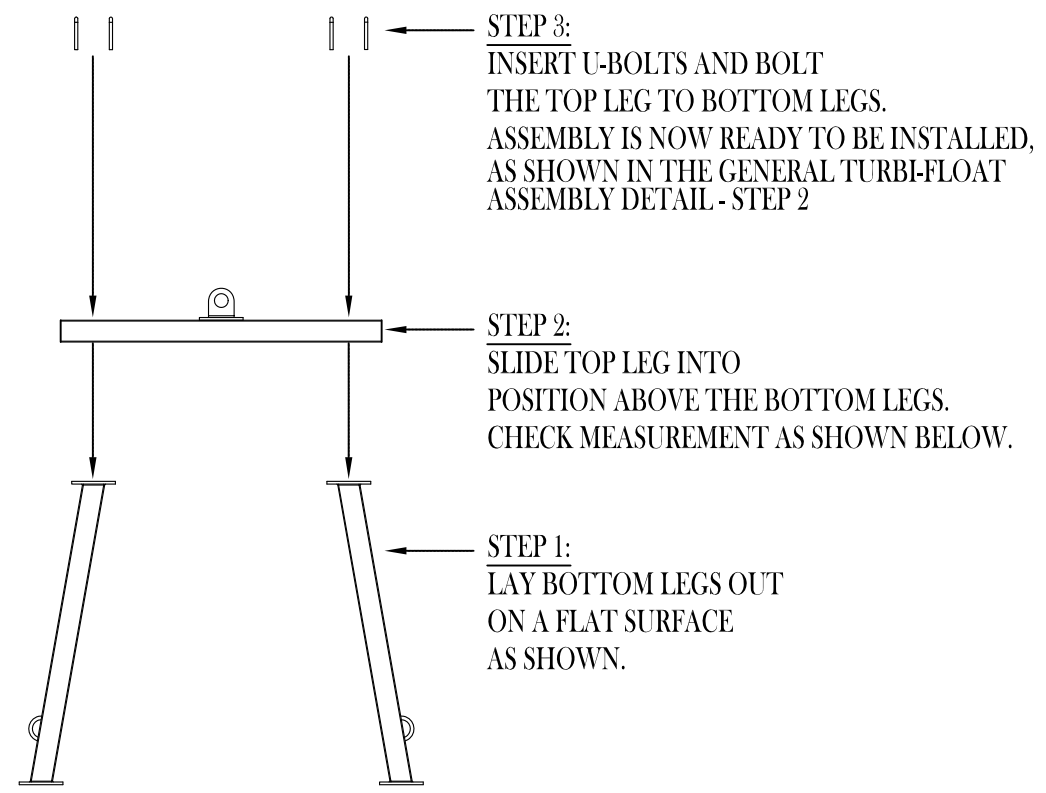 STEP 3:
INSERT U-BOLTS AND BOLT
THE TOP LEG TO BOTTOM LEGS.
ASSEMBLY IS NOW READY TO BE INSTALLED,
AS SHOWN IN THE GENERAL TURBI-FLOAT
ASSEMBLY DETAIL - STEP 2
STEP 2:
SLIDE TOP LEG INTO
POSITION ABOVE THE BOTTOM LEGS.
CHECK MEASUREMENT AS SHOWN BELOW.
STEP 1:
LAY BOTTOM LEGS OUT
ON A FLAT SURFACE
AS SHOWN.